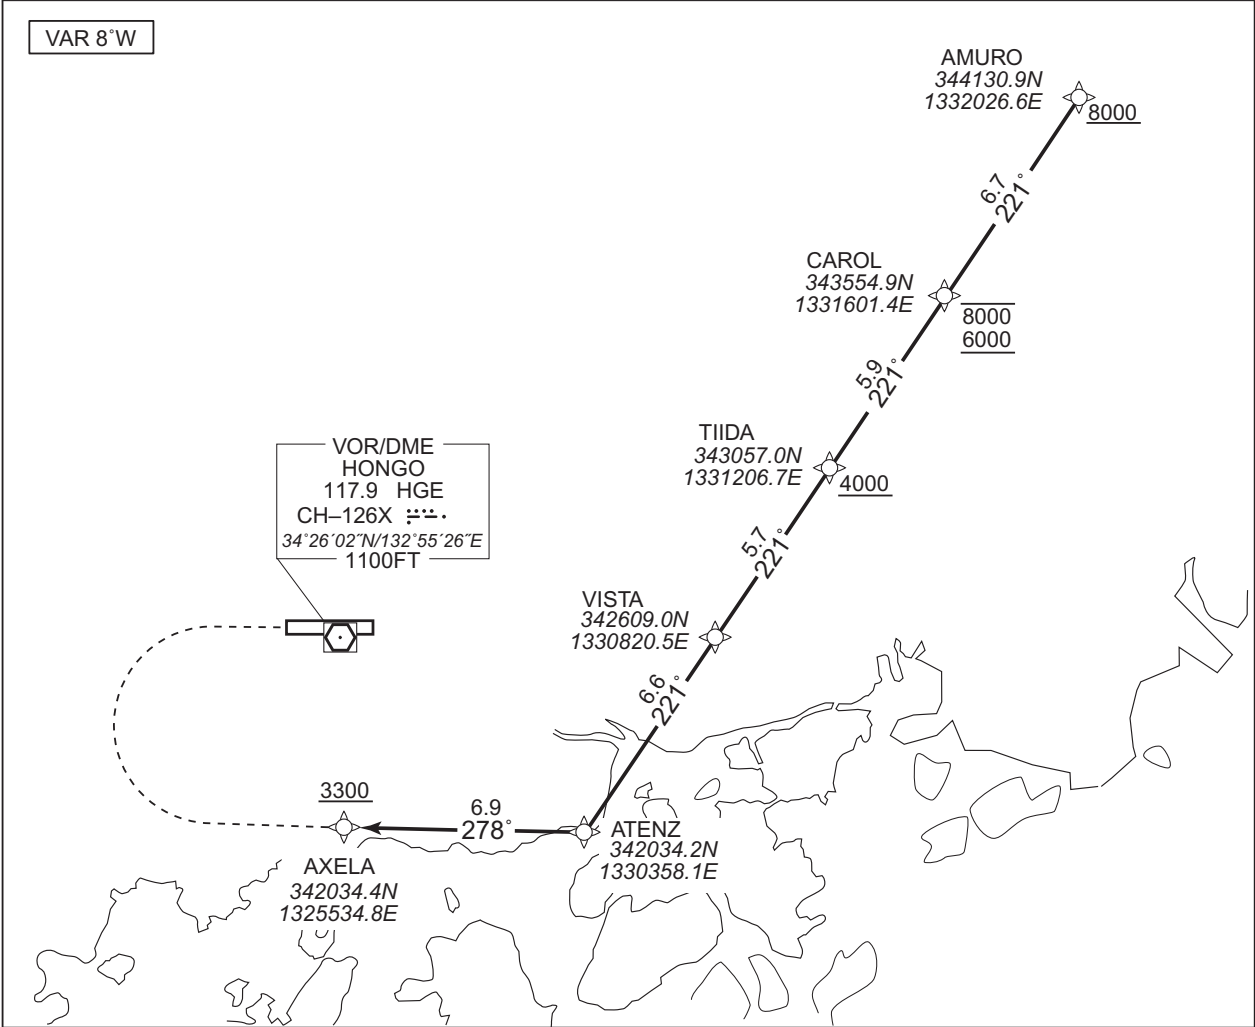 VAR 8˚W
AMURO
344130.9N
1332026.6E
8000
6.7
221˚
CAROL
343554.9N
1331601.4E
8000
6000
5.9
221˚
TIIDA
343057.0N
1331206.7E
4000
5.7
221˚
VOR/DME
HONGO
117.9 HGE
CH–126X
34˚26´02˝N/132˚55´26˝E
1100FT
VISTA
342609.0N
1330820.5E
6.6
221˚
3300
6.9
278˚
ATENZ
342034.2N
1330358.1E
AXELA
342034.4N
1325534.8E